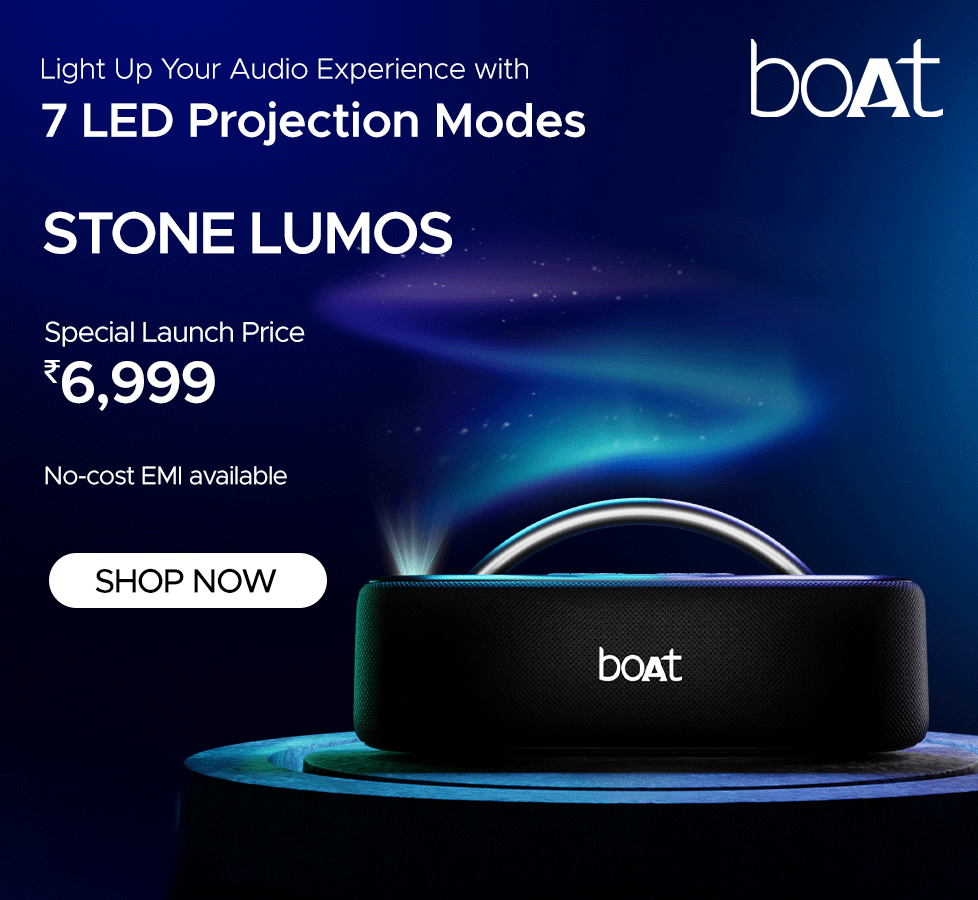 Light Up Your Audio Experience with
7 LED Projection Modes
boAt
STONE LUMOS
Special Launch Price
₹6,999
No-cost EMI available
SHOP NOW
boAt